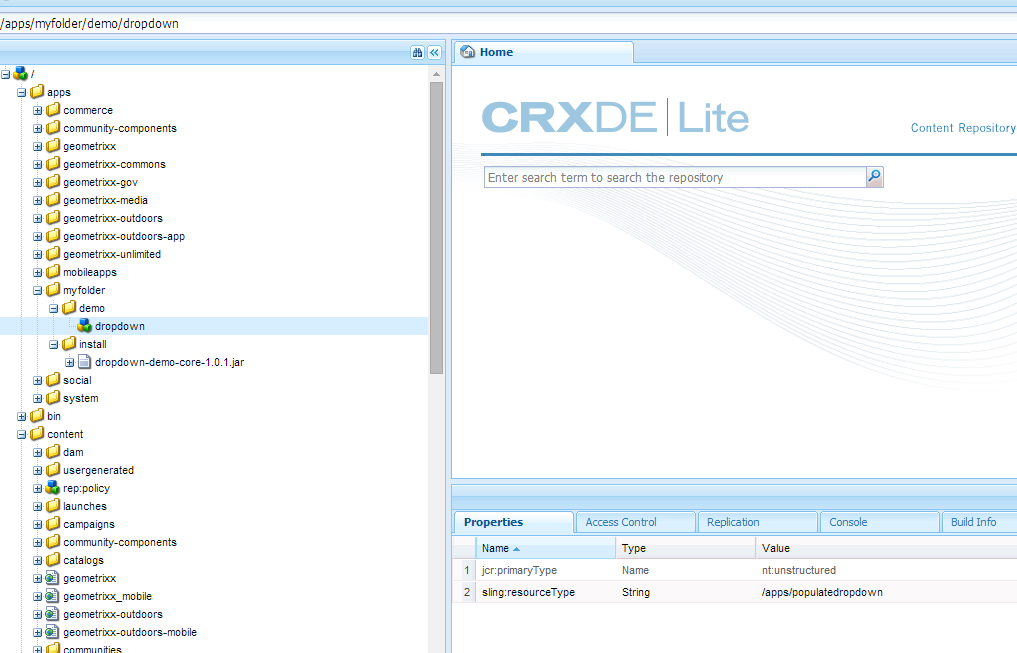 /apps/myfolder/demo/dropdown
/
apps
commerce
community-components
geometrixx
geometrixx-commons
geometrixx-gov
geometrixx-media
geometrixx-outdoors
geometrixx-outdoors-app
geometrixx-unlimited
mobileapps
myfolder
demo
dropdown
install
dropdown-demo-core-1.0.1.jar
social
system
bin
content
dam
usergenerated
rep:policy
launches
campaigns
community-components
catalogs
geometrixx
geometrixx_mobile
geometrixx-outdoors
geometrixx-outdoors-mobile
communities
Home
CRXDE | Lite
Content Repository
Enter search term to search the repository
Properties Access Control Replication Console Build Info
Name Type Value
1 jcr:primaryType Name nt:unstructured
2 sling:resourceType String /apps/populatedropdown